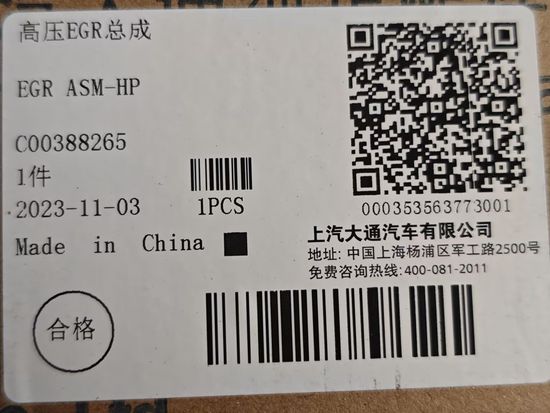 高压EGR总成
EGR ASM-HP
C00388265
1件
2023-11-03
1PCS
Made in China
合格
000353563773001
上汽大通汽车有限公司
地址: 中国上海杨浦区军工路2500号
免费咨询热线: 400-081-2011